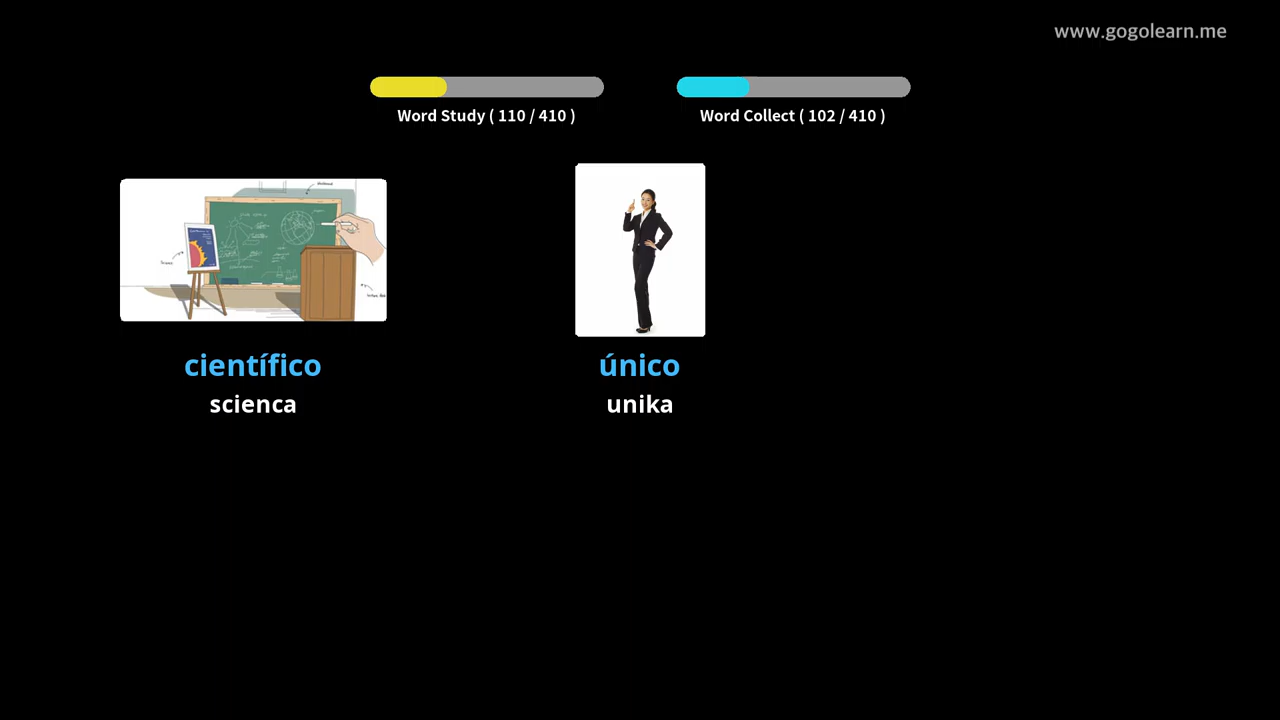 www.gogolearn.me
Word Study ( 110 / 410 )
Word Collect ( 102 / 410 )
científico
único
scienca
unika